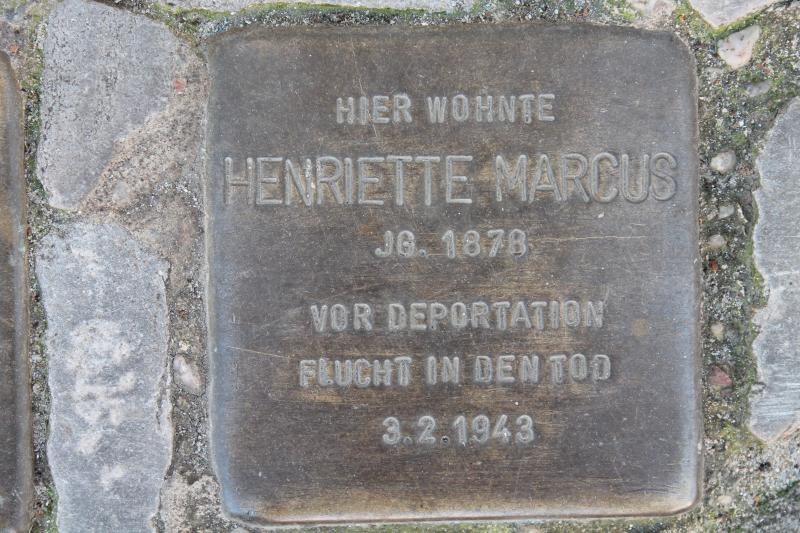 HIER WOHNTE
HENRIETTE MARCUS
JG. 1878
VOR DEPORTATION
FLUCHT IN DEN TOD
3.2.1943